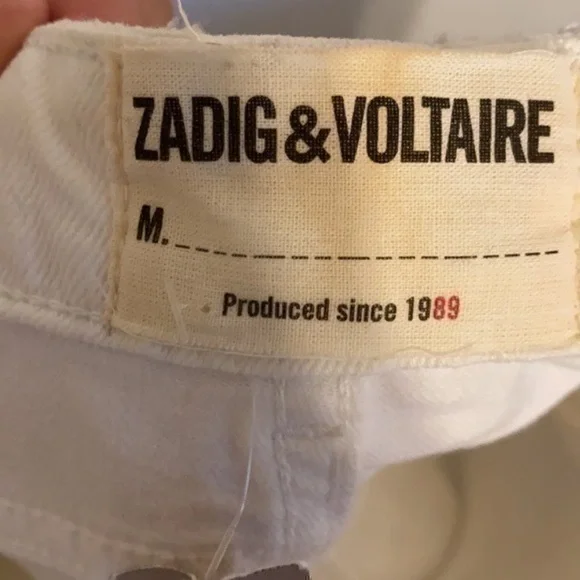 ZADIG&VOLTAIRE
M.
Produced since 1989